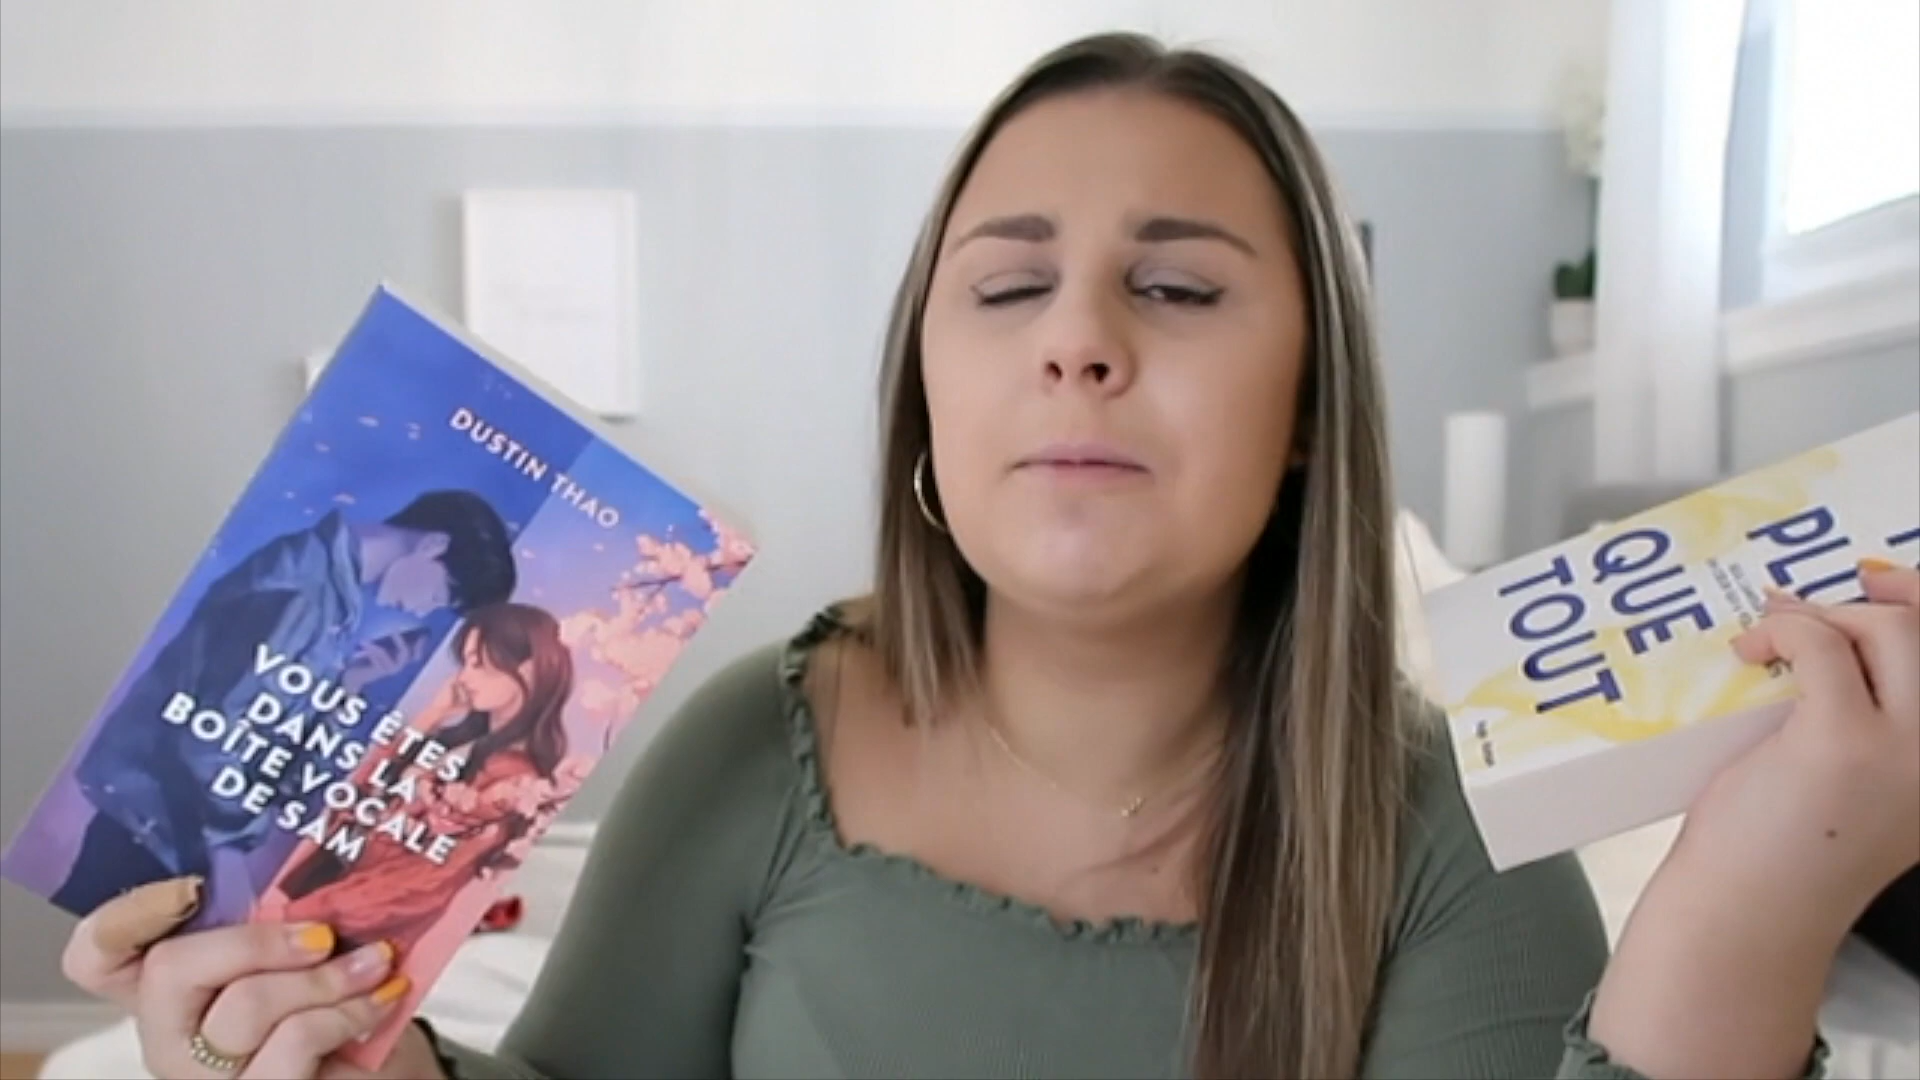 DUSTIN THAO
VOUS ÊTES
DANS LA
BOÎTE VOCALE
DE SAM
QUE
TOUT